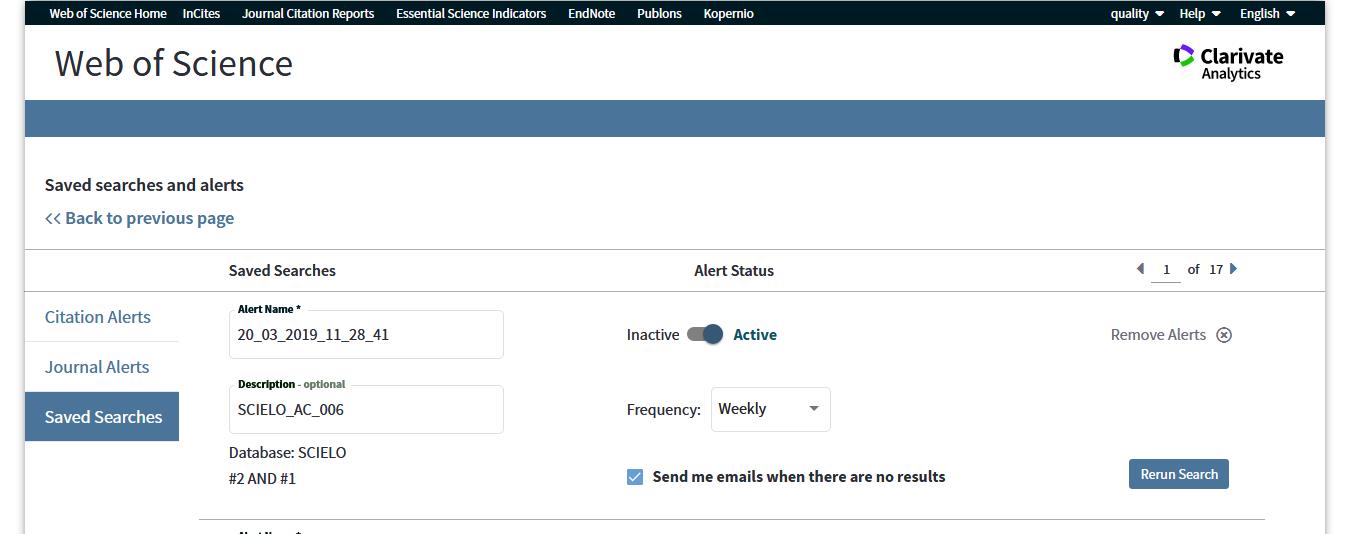 Web of Science Home InCites Journal Citation Reports Essential Science Indicators EndNote Publons Kopernio quality Help English
Web of Science
Clarivate
Analytics
Saved searches and alerts
<< Back to previous page
Saved Searches Alert Status 1 of 17
Citation Alerts
Journal Alerts
Saved Searches
Alert Name *
20_03_2019_11_28_41
Inactive Active
Remove Alerts
Description - optional
SCIELO_AC_006
Frequency: Weekly
Database: SCIELO
#2 AND #1
Send me emails when there are no results
Rerun Search